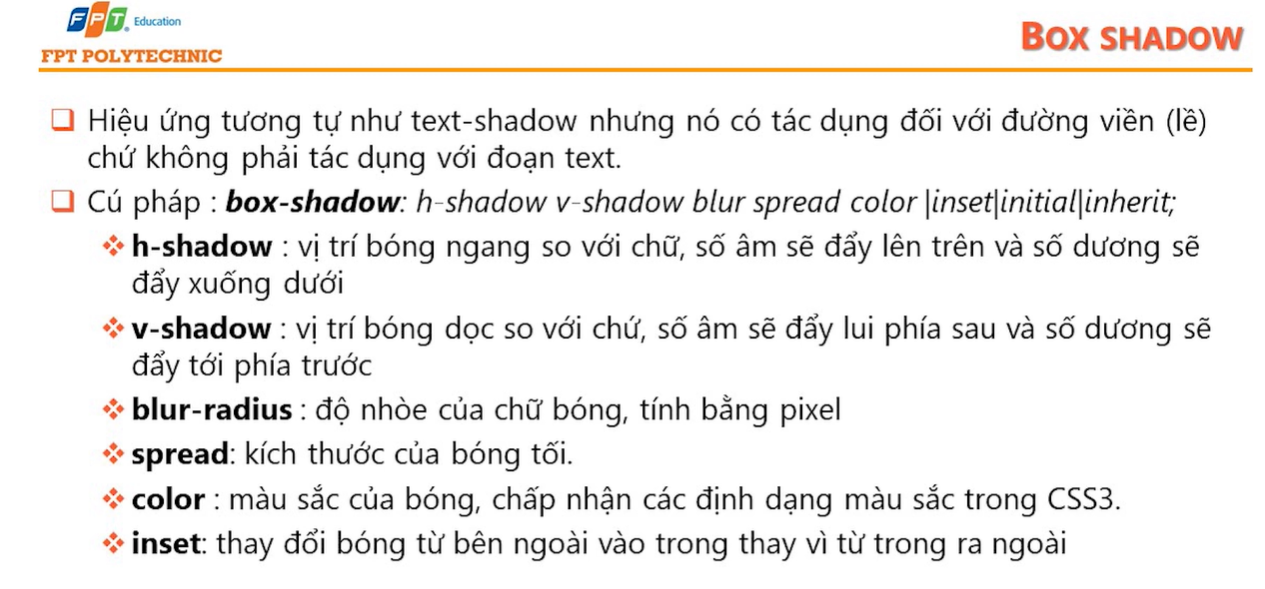 FPT Education
FPT POLYTECHNIC
BOX SHADOW
Hiệu ứng tương tự như text-shadow nhưng nó có tác dụng đối với đường viền (lề)
chứ không phải tác dụng với đoạn text.
Cú pháp : box-shadow: h-shadow v-shadow blur spread color |inset|initial|inherit;
h-shadow : vị trí bóng ngang so với chữ, số âm sẽ đẩy lên trên và số dương sẽ
đẩy xuống dưới
v-shadow : vị trí bóng dọc so với chứ, số âm sẽ đẩy lui phía sau và số dương sẽ
đẩy tới phía trước
blur-radius : độ nhòe của chữ bóng, tính bằng pixel
spread: kích thước của bóng tối.
color : màu sắc của bóng, chấp nhận các định dạng màu sắc trong CSS3.
inset: thay đổi bóng từ bên ngoài vào trong thay vì từ trong ra ngoài